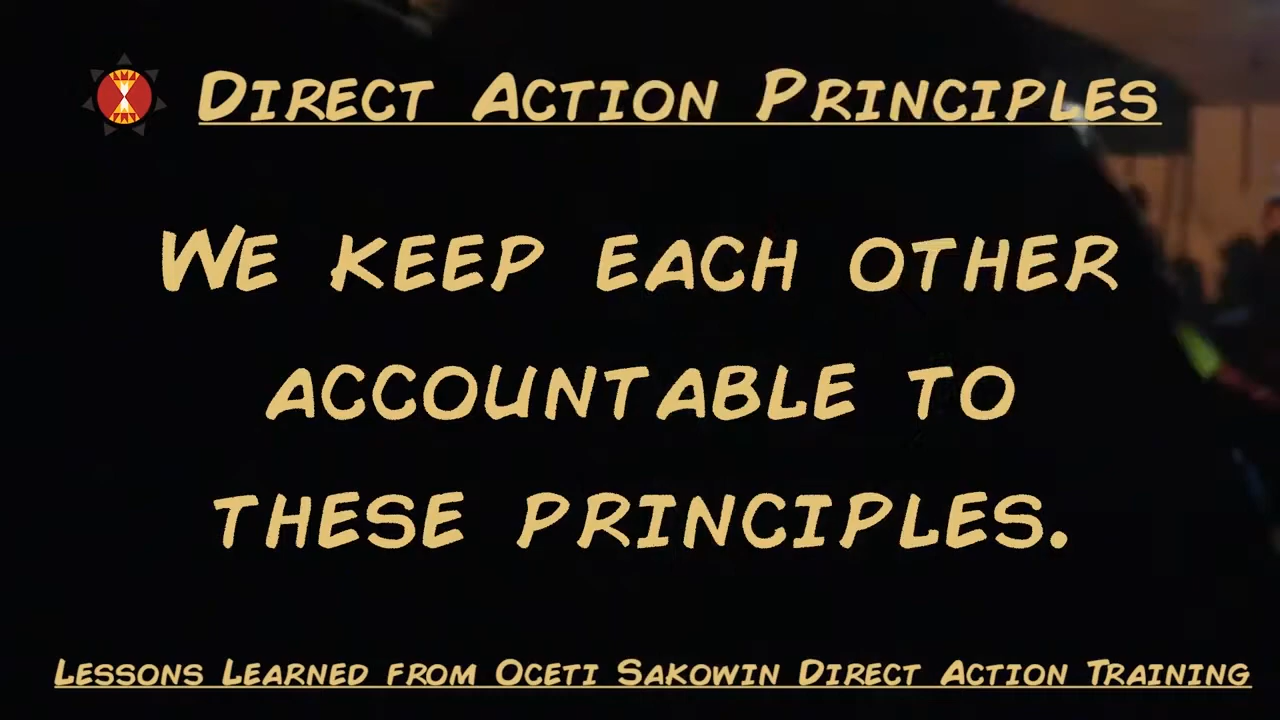 Direct Action Principles
We keep each other
accountable to
these principles.
Lessons Learned from Oceti Sakowin Direct Action Training